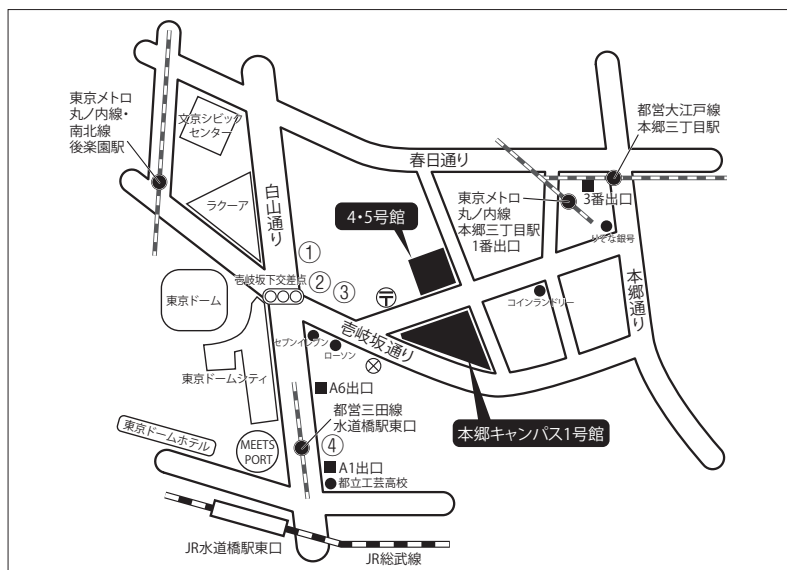 東京メトロ
丸ノ内線・
南北線
後楽園駅
文京シビック
センター
ラクーア
白山通り
春日通り
都営大江戸線
本郷三丁目駅
3番出口
東京メトロ
丸ノ内線
本郷三丁目駅
1番出口
りそな銀号
4・5号館
本郷通り
①
壱岐坂下交差点
②
③
〒
東京ドーム
コインランドリー
壱岐坂通り
セブンイレブン
ローソン
東京ドームシティ
A6出口
都営三田線
水道橋駅東口
④
本郷キャンパス1号館
東京ドームホテル
MEETS
PORT
A1出口
都立工芸高校
JR水道橋駅東口
JR総武線